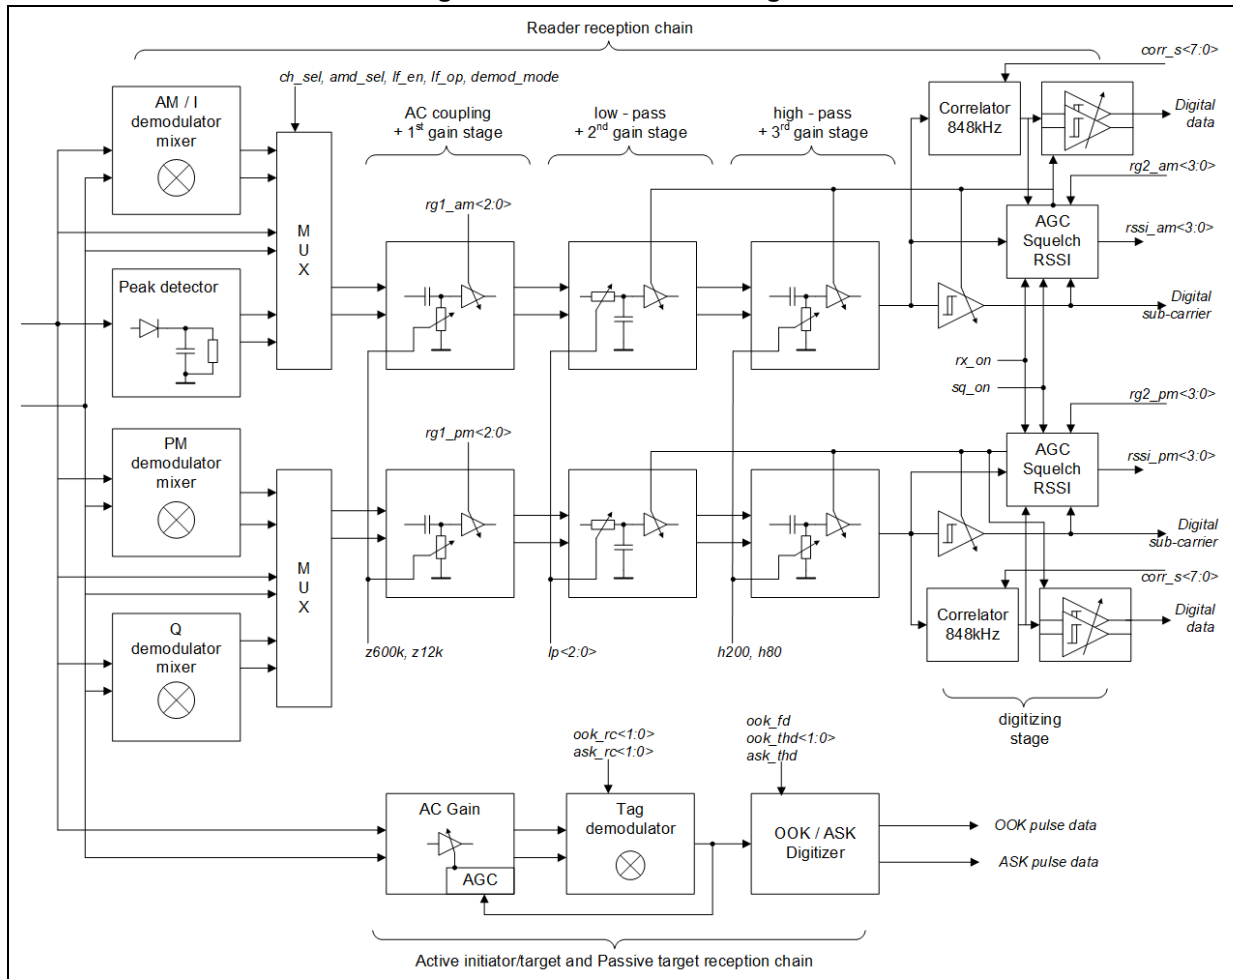 Reader reception chain
corr_s<7:0>
ch_sel, amd_sel, lf_en, lf_op, demod_mode
AM / I
demodulator
mixer
AC coupling
+ 1st gain stage
low - pass
+ 2nd gain stage
high - pass
+ 3rd gain stage
Correlator
848kHz
Digital
data
rg2_am<3:0>
rg1_am<2:0>
M
U
X
AGC
Squelch
RSSI
rssi_am<3:0>
Peak detector
Digital
sub-carrier
rx_on
sq_on
rg2_pm<3:0>
PM
demodulator
mixer
rg1_pm<2:0>
AGC
Squelch
RSSI
rssi_pm<3:0>
Digital
sub-carrier
M
U
X
corr_s<7:0>
Correlator
848kHz
Digital
data
Q
demodulator
mixer
z600k, z12k
lp<2:0>
h200, h80
digitizing
stage
ook_rc<1:0>
ask_rc<1:0>
ook_fd
ook_thd<1:0>
ask_thd
AC Gain
AGC
Tag
demodulator
OOK / ASK
Digitizer
OOK pulse data
ASK pulse data
Active initiator/target and Passive target reception chain